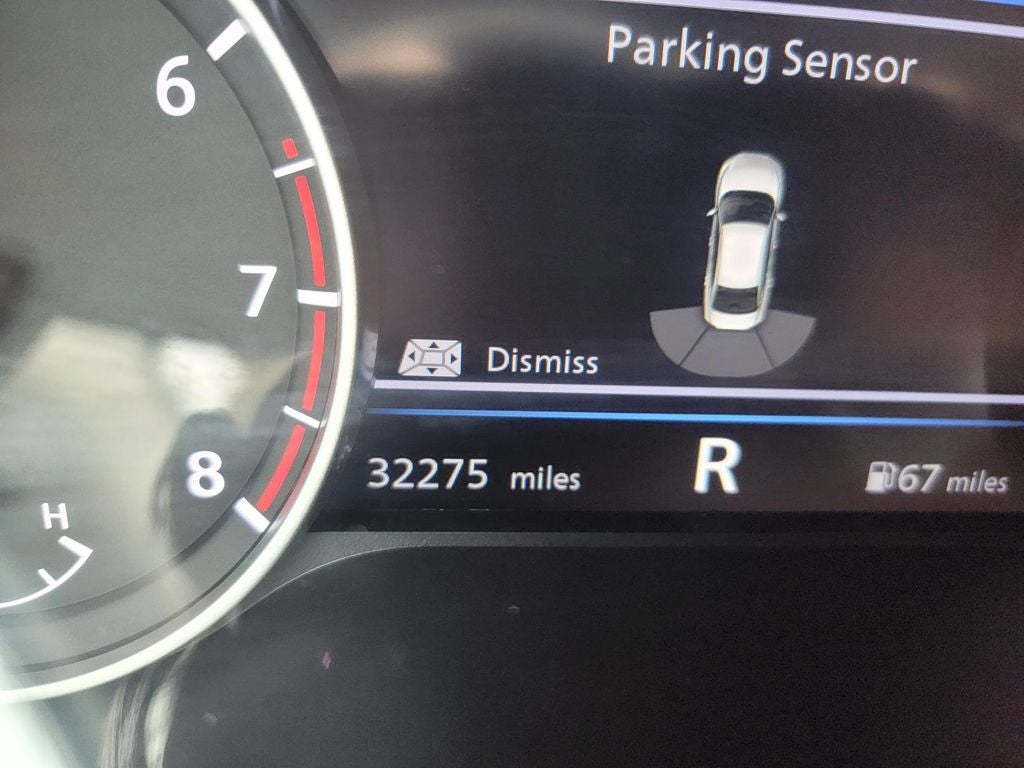 Parking Sensor
6
7
8
H
Dismiss
32275 miles
R
67 miles